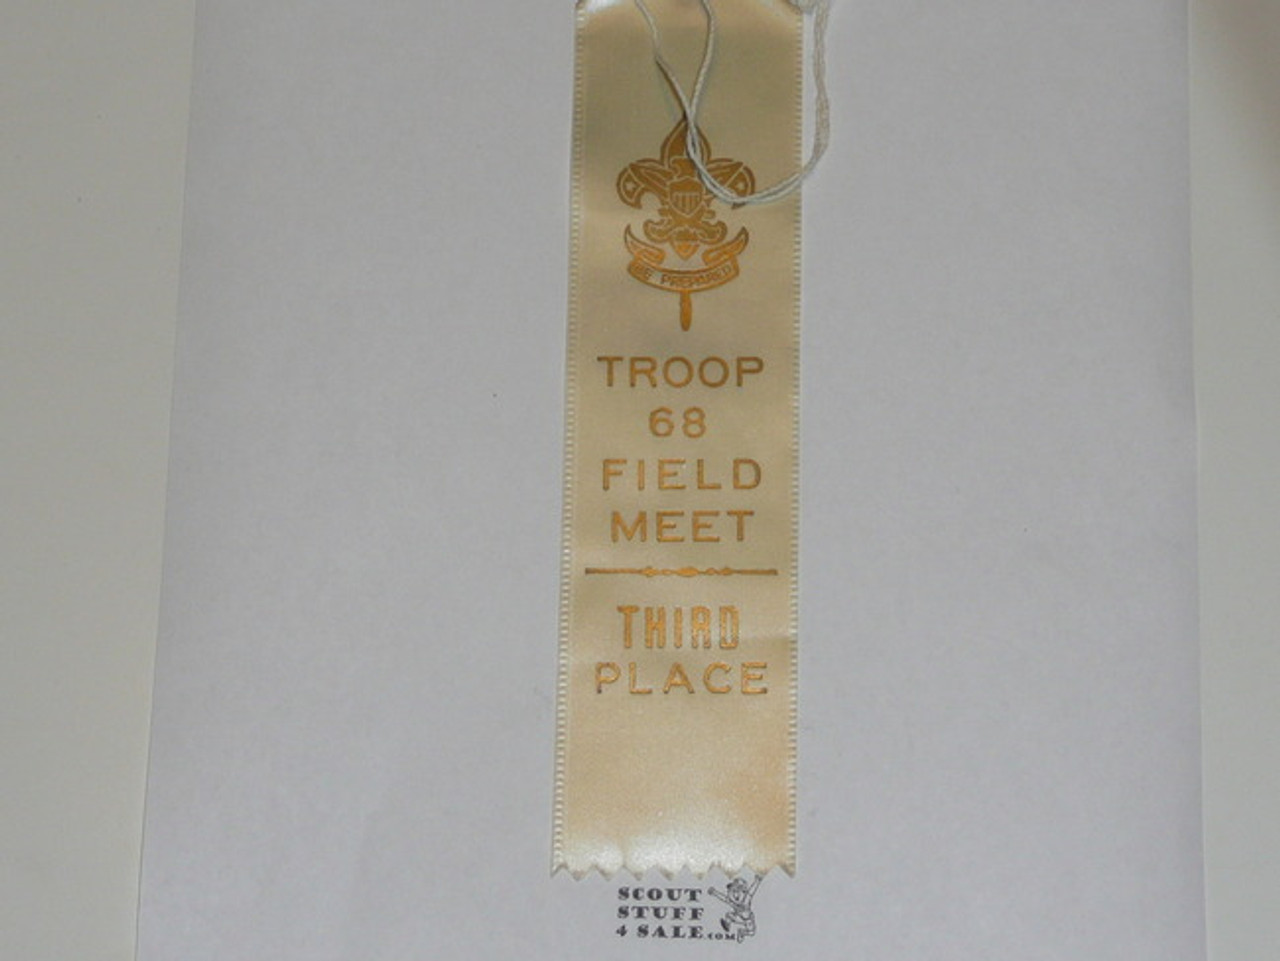 BE PREPARED
TROOP
68
FIELD
MEET
THIRD
PLACE
SCOUT
STUFF
4 SALE.COM